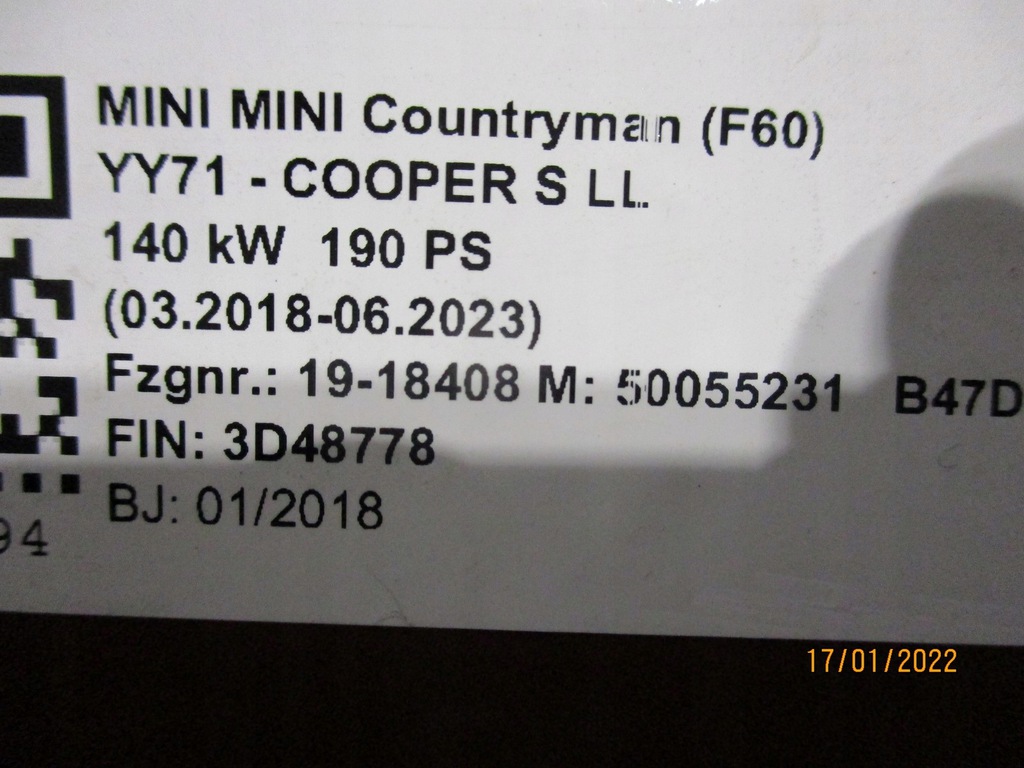 MINI MINI Countryman (F60)
YY71 - COOPER S LL
140 kW 190 PS
(03.2018-06.2023)
Fzgnr.: 19-18408 M: 50055231 B47D
FIN: 3D48778
BJ: 01/2018
94
17/01/2022